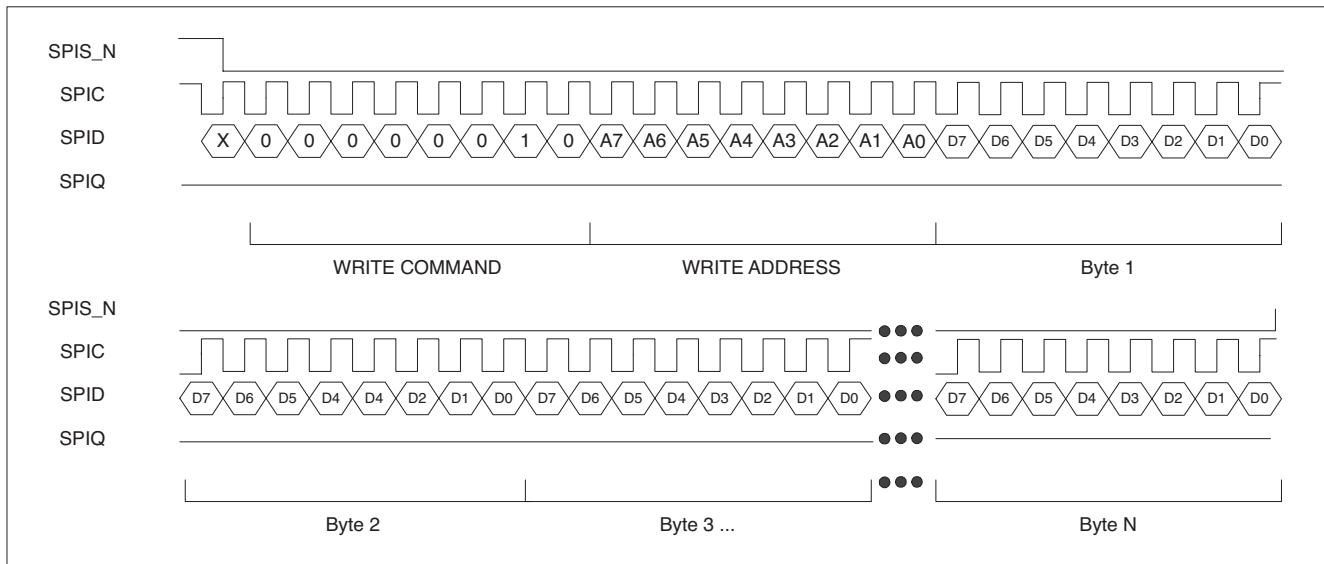 SPIS_N
SPIC
SPID X 0 0 0 0 0 0 1 0 A7 A6 A5 A4 A3 A2 A1 A0 D7 D6 D5 D4 D3 D2 D1 D0
SPIQ
WRITE COMMAND WRITE ADDRESS Byte 1
SPIS_N
SPIC
SPID D7 D6 D5 D4 D4 D2 D1 D0 D7 D6 D5 D4 D3 D2 D1 D0 D7 D6 D5 D4 D3 D2 D1 D0
SPIQ
Byte 2 Byte 3 ... Byte N